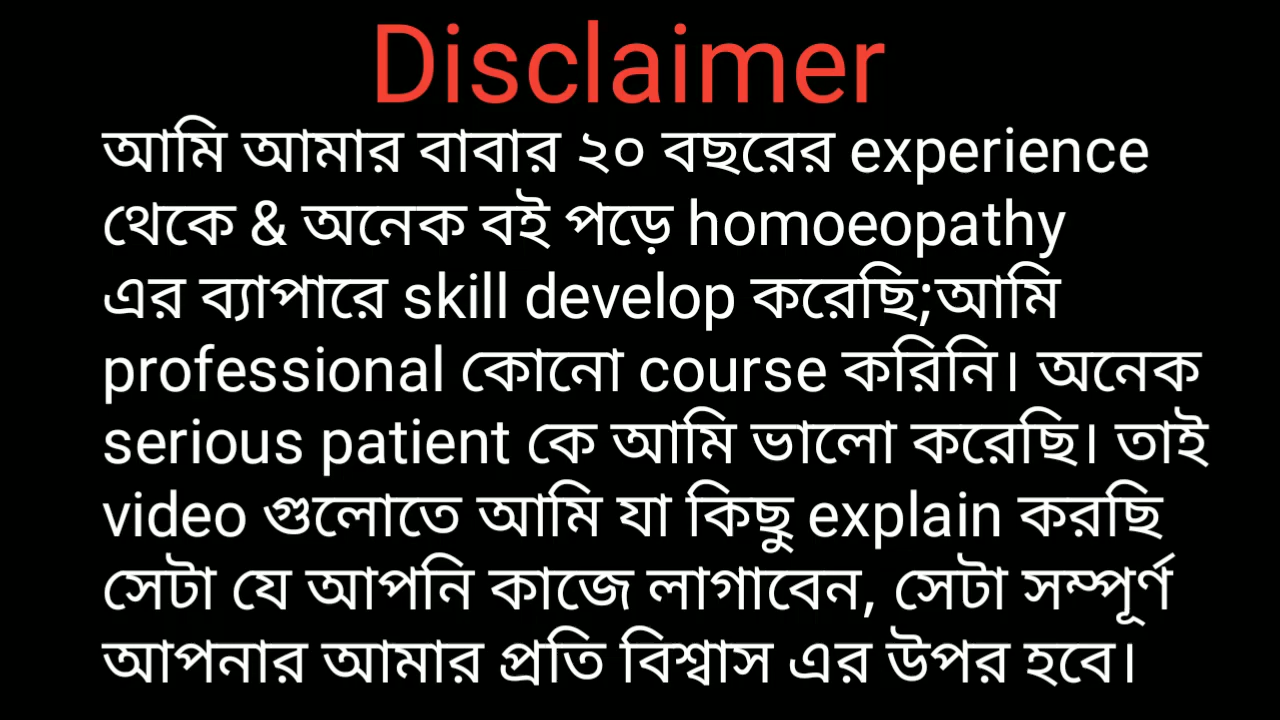 Disclaimer
আমি আমার বাবার ২০ বছরের experience
থেকে & অনেক বই পড়ে homoeopathy
এর ব্যাপারে skill develop করেছি;আমি
professional কোনো course করিনি। অনেক
serious patient কে আমি ভালো করেছি। তাই
video গুলোতে আমি যা কিছু explain করছি
সেটা যে আপনি কাজে লাগাবেন, সেটা সম্পূর্ণ
আপনার আমার প্রতি বিশ্বাস এর উপর হবে।